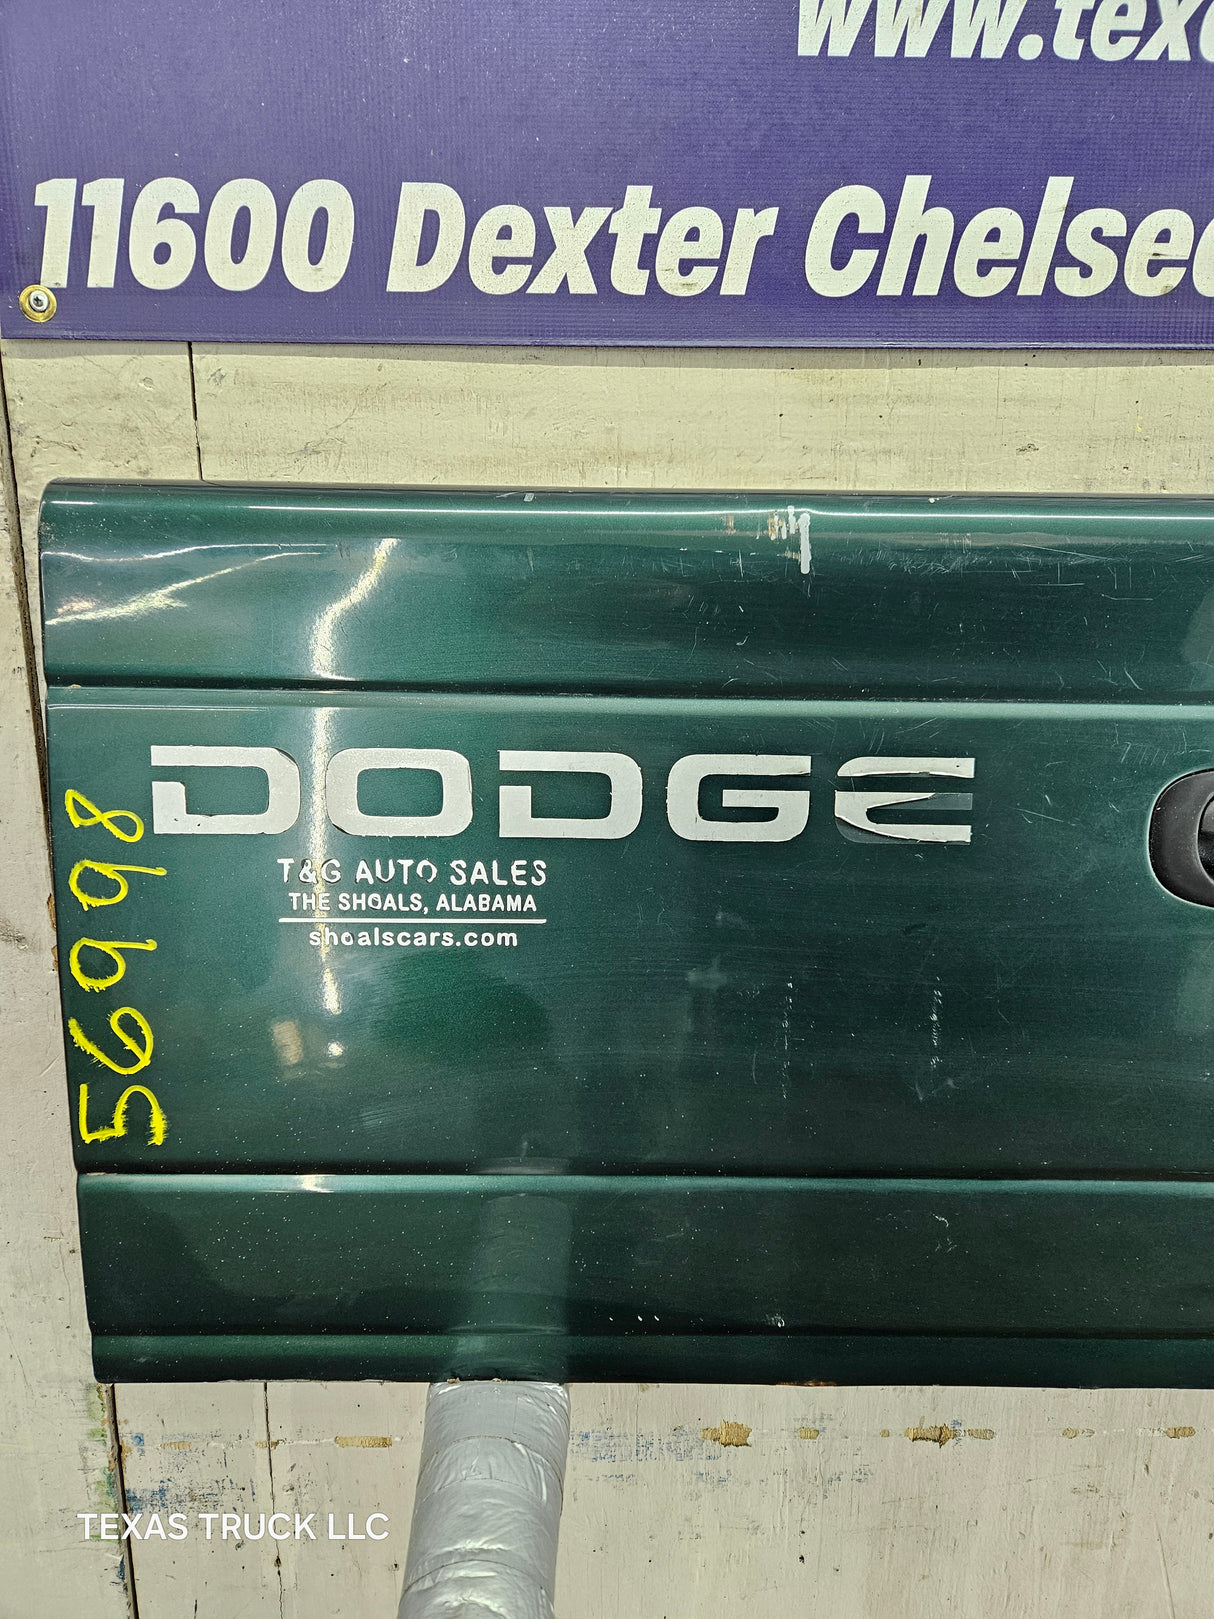 www.tex
11600 Dexter Chelse
DODGE
T&G AUTO SALES
THE SHOALS, ALABAMA
shoalscars.com
56998
TEXAS TRUCK LLC